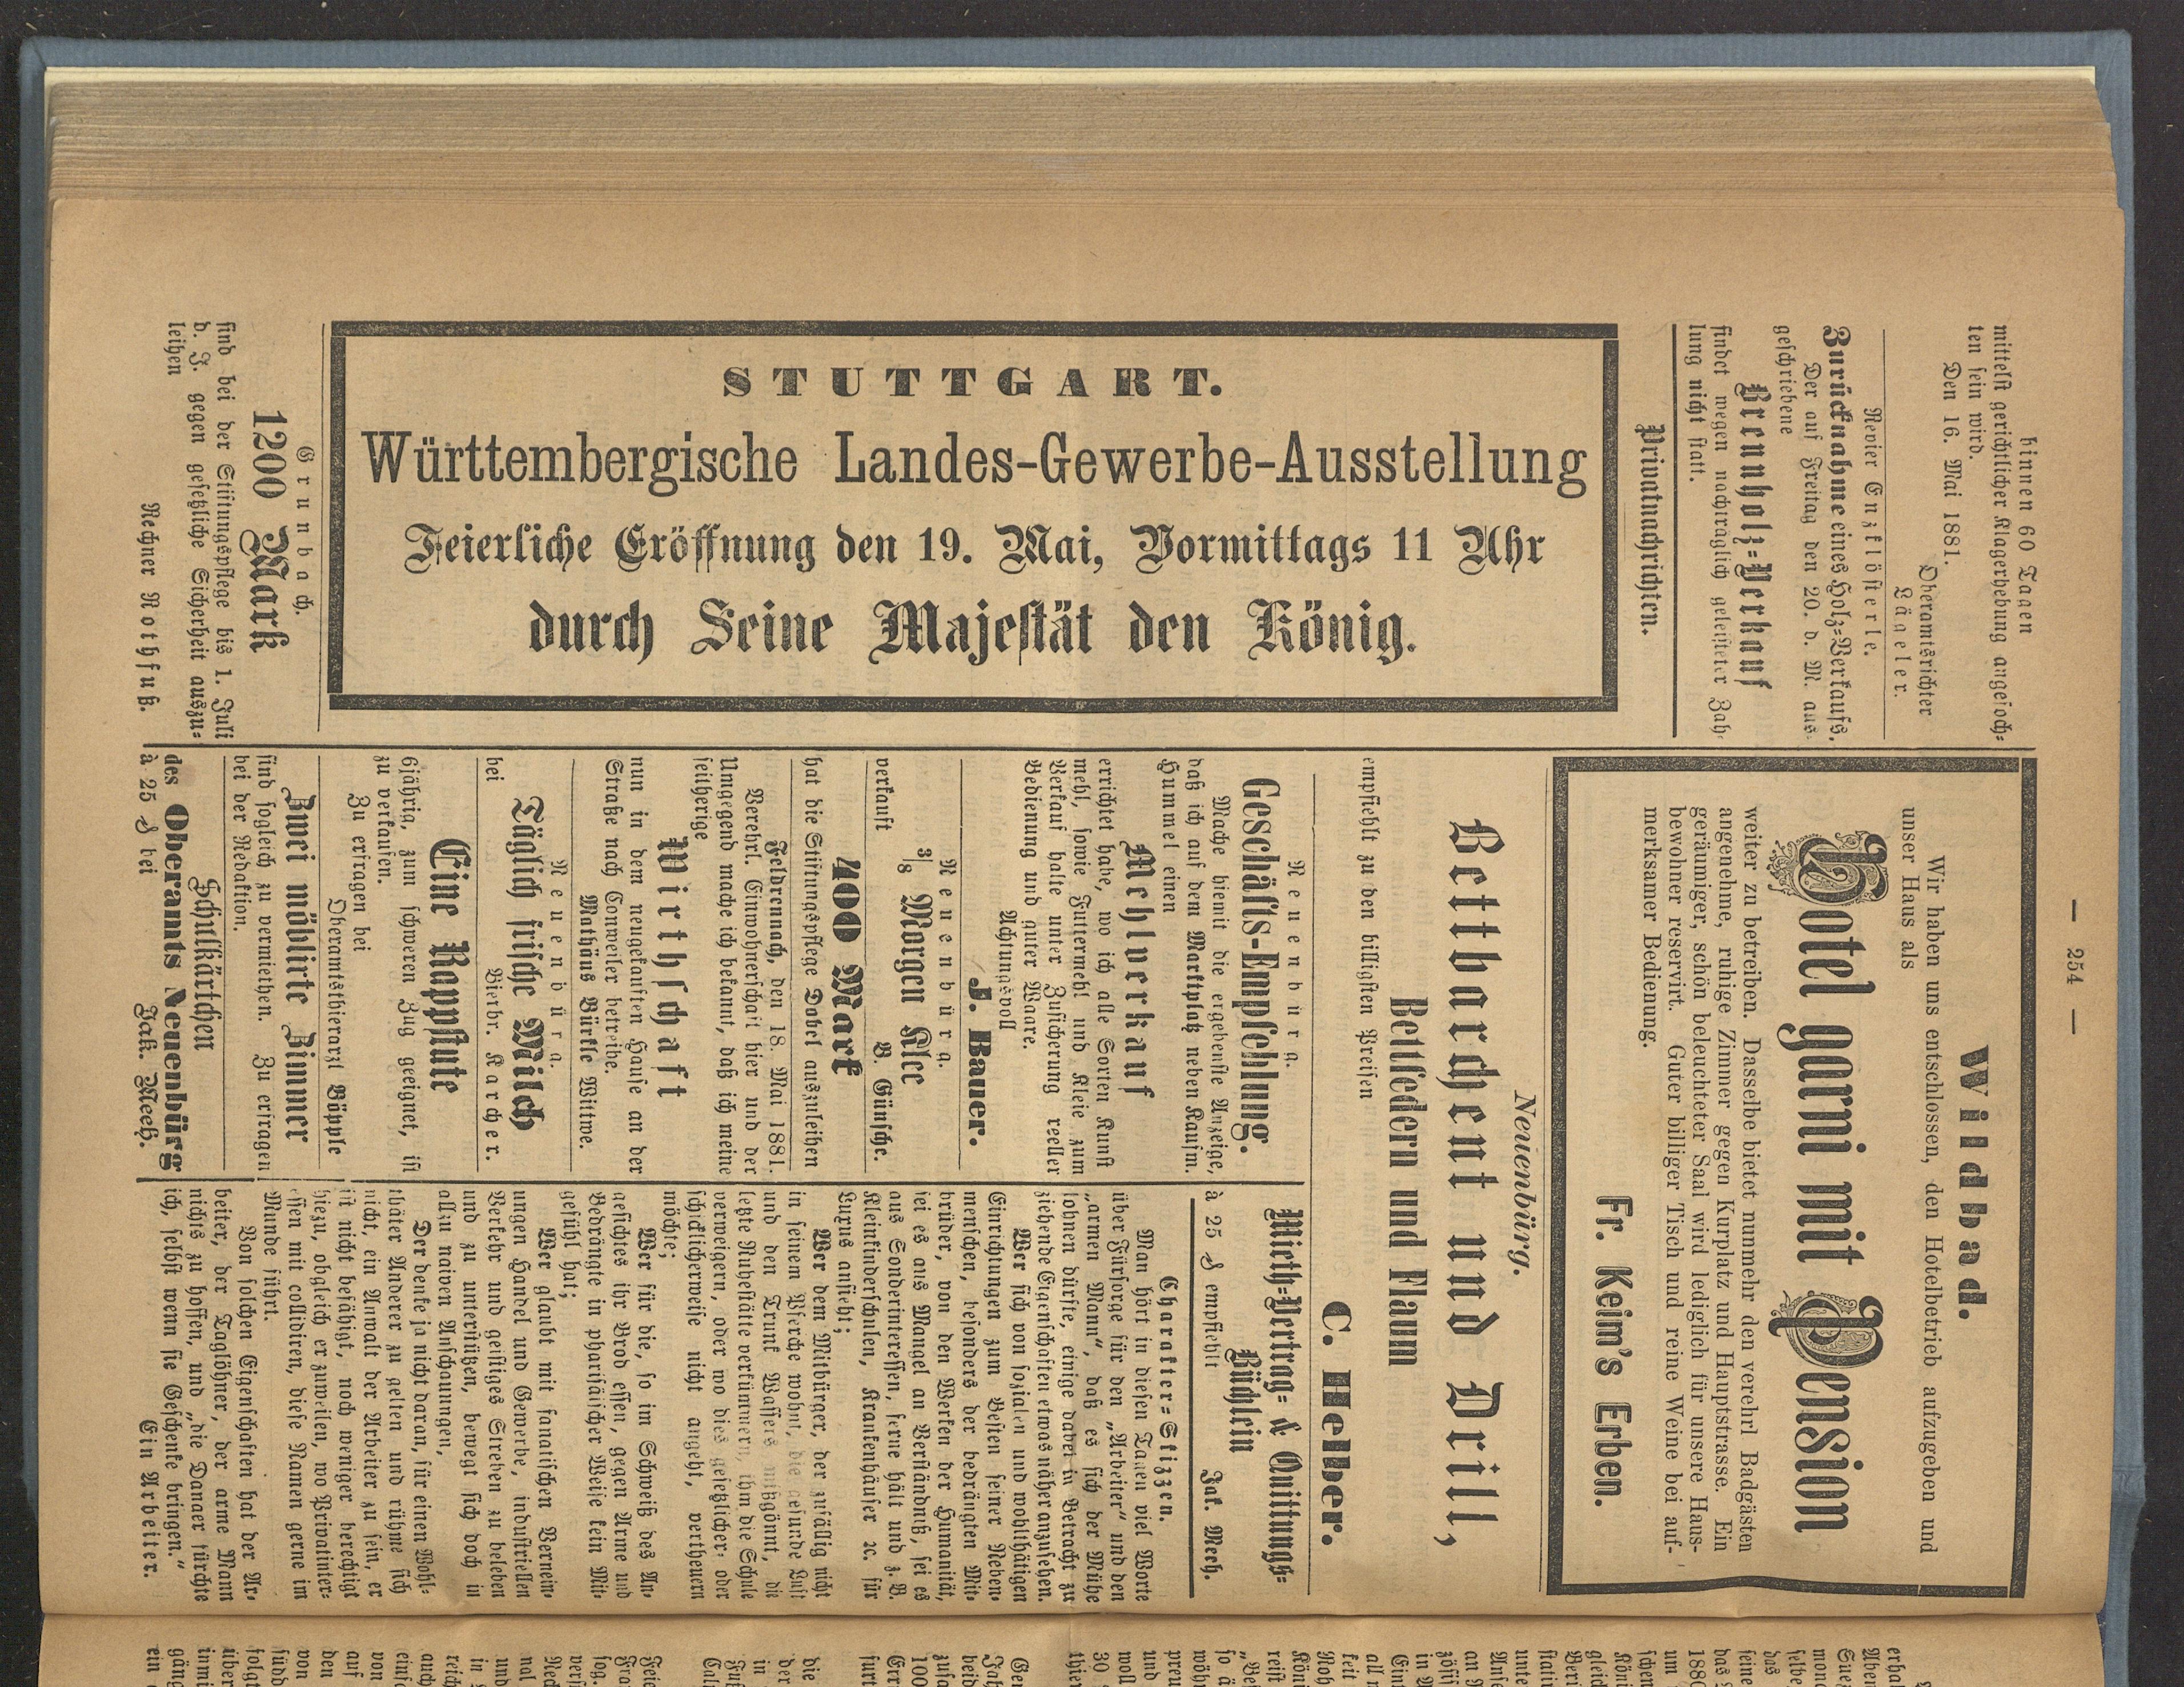 — 254 —
binnen 60 Tagen
mittelst gerichtlicher Klagerhebung angefoch-
ten sein wird.
Den 16. Mai 1881.
Oberamtsrichter
Lägeler.
Revier Enzklösterle.
Zurücknahme eines Holz-Verkaufs.
Der auf Freitag den 20. d. M. aus-
geschriebene
Brennholz-Verkauf
findet wegen nachträglich geleisteter Zah-
lung nicht statt.
Privatnachrichten.
STUTTGART.
Württembergische Landes-Gewerbe-Ausstellung
Feierliche Eröffnung den 19. Mai, Vormittags 11 Uhr
durch Seine Majestät den König.
Grunbach.
1200 Mark
sind bei der Stiftungspflege bis 1. Juli
d. J. gegen gesetzliche Sicherheit auszu-
leihen
Rechner Rothfuß.
Wildbad.
Wir haben uns entschlossen, den Hotelbetrieb aufzugeben und
unser Haus als
Hotel garni mit Pension
weiter zu betreiben. Dasselbe bietet nunmehr den verehrl Badgästen
angenehme, ruhige Zimmer gegen Kurplatz und Hauptstrasse. Ein
geräumiger, schön beleuchteter Saal wird lediglich für unsere Haus-
bewohner reservirt. Guter billiger Tisch und reine Weine bei auf-
merksamer Bedienung.
Fr. Keim's Erben.
Neuenbürg.
Bettbarchent und Drill,
Bettfedern und Flaum
empfiehlt zu den billigsten Preisen
C. Helber.
Neuenbürg.
Geschäfts-Empfehlung.
Mache hiemit die ergebenste Anzeige,
daß ich auf dem Marktplatz neben Kaufm.
Hummel einen
Mehlverkauf
errichtet habe, wo ich alle Sorten Kunst
mehl, sowie Futtermehl und Kleie zum
Verkauf halte unter Zusicherung reeller
Bedienung und guter Waare.
Achtungsvoll
J. Bauer.
Neuenbürg.
3/8 Morgen Klee
verkauft
B. Günsche.
400 Mark
hat die Stiftungspflege Dobel auszuleihen
Feldrennach, den 18. Mai 1881.
Verehrl. Einwohnerschaft hier und der
Umgegend mache ich bekannt, daß ich meine
seitherige
Wirthschaft
nun in dem neugekauften Hause an der
Straße nach Conweiler betreibe.
Mathäus Bürkle Wittwe.
Neuenbürg.
Täglich frische Milch
bei
Bierbr. Karcher.
Eine Rappstute
6jährig, zum schweren Zug geeignet, ist
zu verkaufen.
Zu erfragen bei
Oberamtsthierarzt Böpple
Zwei möblirte Zimmer
sind sogleich zu vermiethen. Zu erfragen
bei der Redaktion.
Schulkärtchen
des Oberamts Neuenbürg
à 25 ₰ bei Jak. Meeh.
Mieth-Vertrag- & Quittungs-
Büchlein
à 25 ₰ empfiehlt Jak. Meeh.
Charakter-Skizzen.
Man hört in diesen Tagen viel Worte
über Fürsorge für den „Arbeiter" und den
„armen Mann", daß es sich der Mühe
lohnen dürfte, einige dabei in Betracht zu
ziehende Eigenschaften etwas näher anzusehen.
Wer sich von sozialen und wohlthätigen
Einrichtungen zum Besten seiner Neben-
menschen, besonders der bedrängten Mit-
brüder, von den Werken der Humanität,
sei es aus Mangel an Verständniß, sei es
aus Sonderinteressen, ferne hält und z. B.
Kleinkinderschulen, Krankenhäuser ꝛc. für
Luxus ansieht;
Wer dem Mitbürger, der zufällig nicht
in seinem Pferche wohnt, die gesunde Luft
und den Trunk Wassers mißgönnt, die
letzte Ruhestätte verkümmern, ihm die Schule
verweigern, oder wo dies gesetzlicher- oder
schicklicherweise nicht angeht, vertheuern
möchte;
Wer für die, so im Schweiß des An-
gesichtes ihr Brod essen, gegen Arme und
Bedrängte in pharisäischer Weise kein Mit-
gefühl hat;
Wer glaubt mit fanatischen Vernein-
ungen Handel und Gewerbe, industriellen
Verkehr und geistiges Streben zu beleben
und zu unterstützen, bewegt sich doch in
allzu naiven Anschauungen,
Der denke ja nicht daran, für einen Wohl-
thäter Anderer zu gelten und rühme sich
nicht, ein Anwalt der Arbeiter zu sein, er
ist nicht befähigt, noch weniger berechtigt
hiezu, obgleich er zuweilen, wo Privatinter-
essen mit collidiren, diese Namen gerne im
Munde führt.
Von solchen Eigenschaften hat der Ar-
beiter, der Taglöhner, der arme Mann
nichts zu hoffen, und „die Danaer fürchte
ich, selbst wenn sie Geschenke bringen."
Ein Arbeiter.